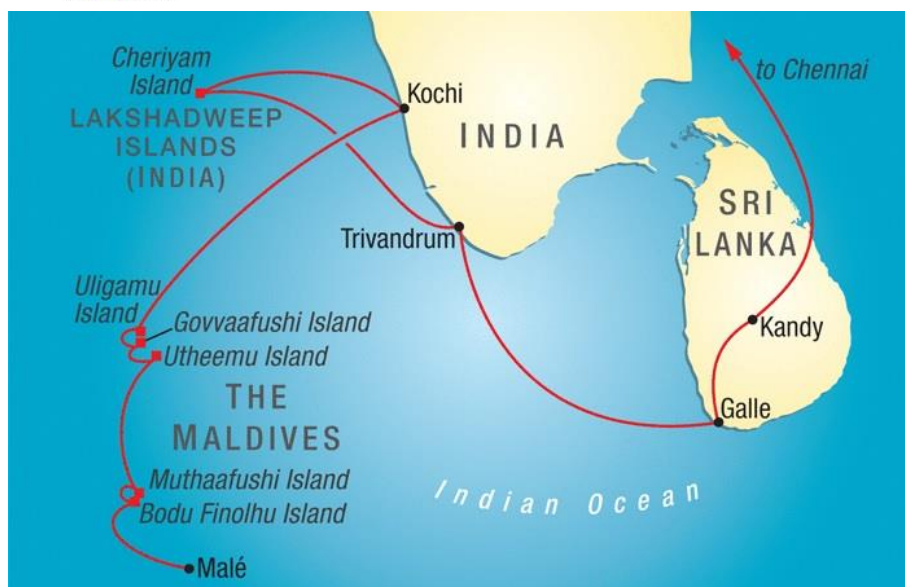 to Chennai
Cheriyam
Island
LAKSHADWEEP
ISLANDS
(INDIA)
Kochi
INDIA
SRI
LANKA
Trivandrum
Uligamu
Island
Govvaafushi Island
Utheemu Island
Kandy
THE
MALDIVES
Galle
Muthaafushi Island
Bodu Finolhu Island
Indian Ocean
Malé